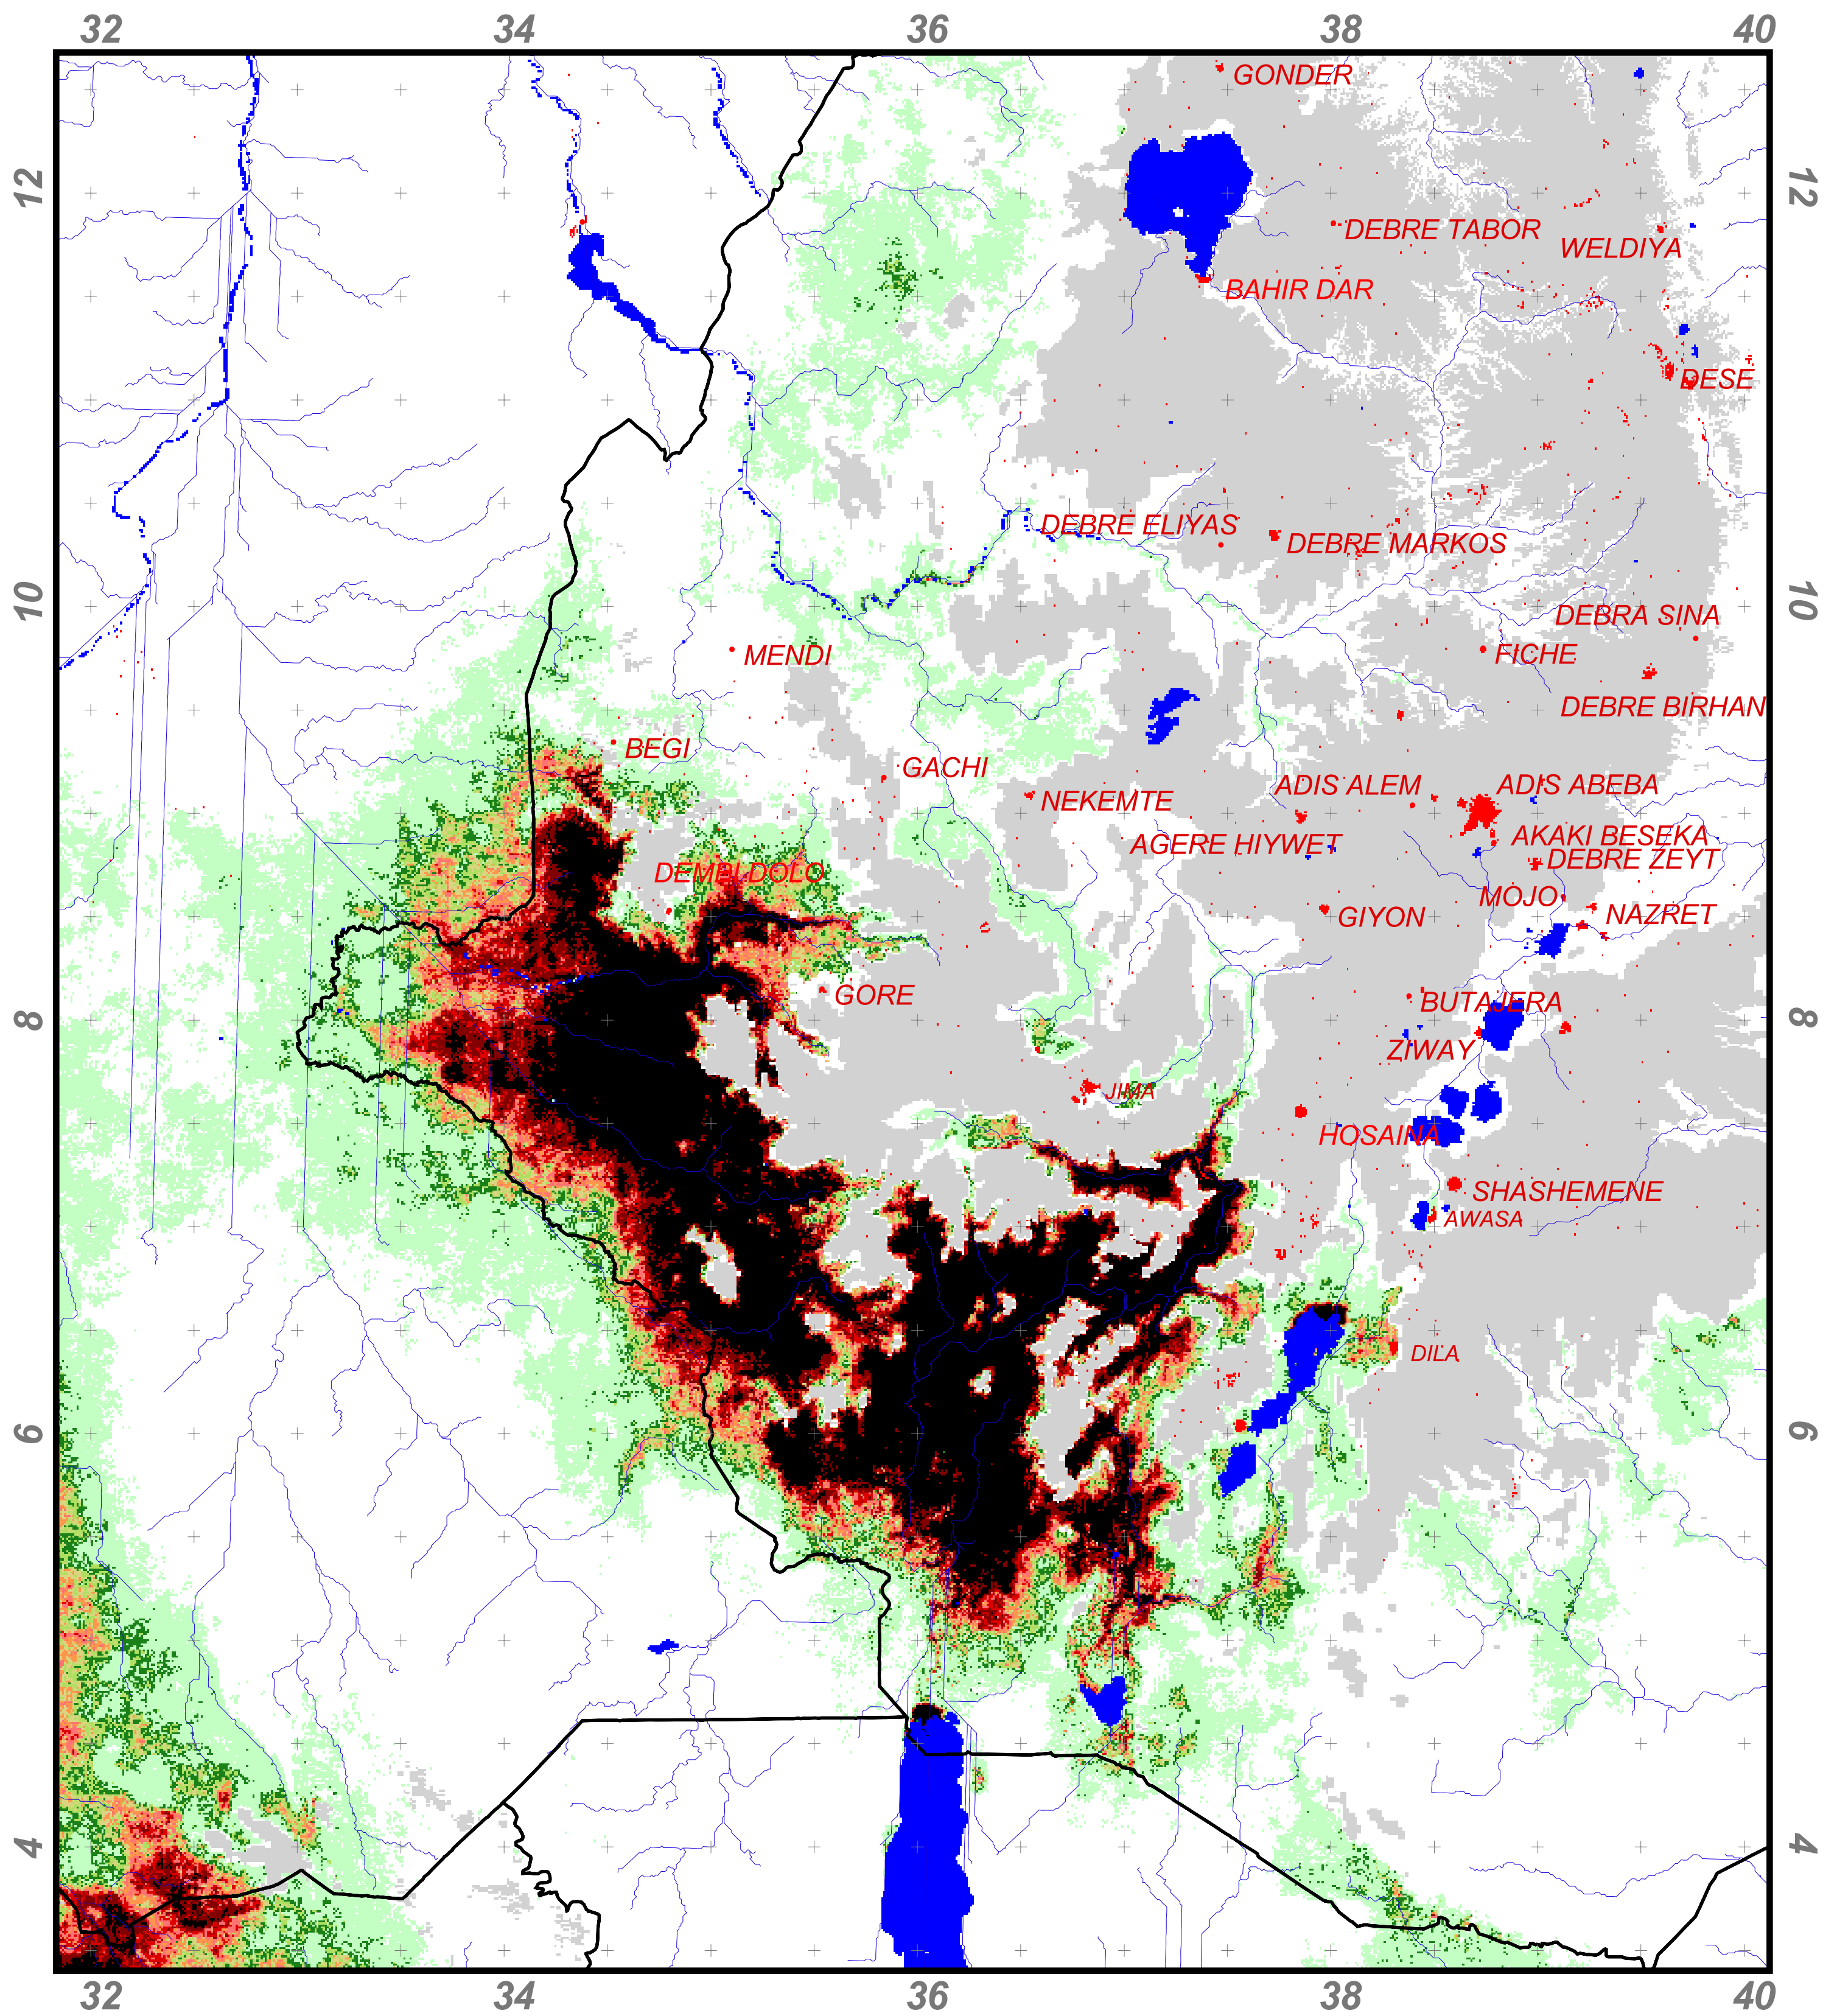 32 34 36 38 40
GONDER
12 12
DEBRE TABOR
WELDIYA
BAHIR DAR
DESE
DEBRE ELIYAS
DEBRE MARKOS
10 10
DEBRA SINA
MENDI
FICHE
DEBRE BIRHAN
BEGI
GACHI
ADIS ALEM
ADIS ABEBA
NEKEMTE
AKAKI BESEKA
AGERE HIYWET
DEBRE ZEYT
DEMBI DOLO
MOJO
NAZRET
GIYON
GORE
BUTAJERA
8 8
ZIWAY
JIMA
HOSAINA
SHASHEMENE
AWASA
DILA
6 6
4 4
32 34 36 38 40